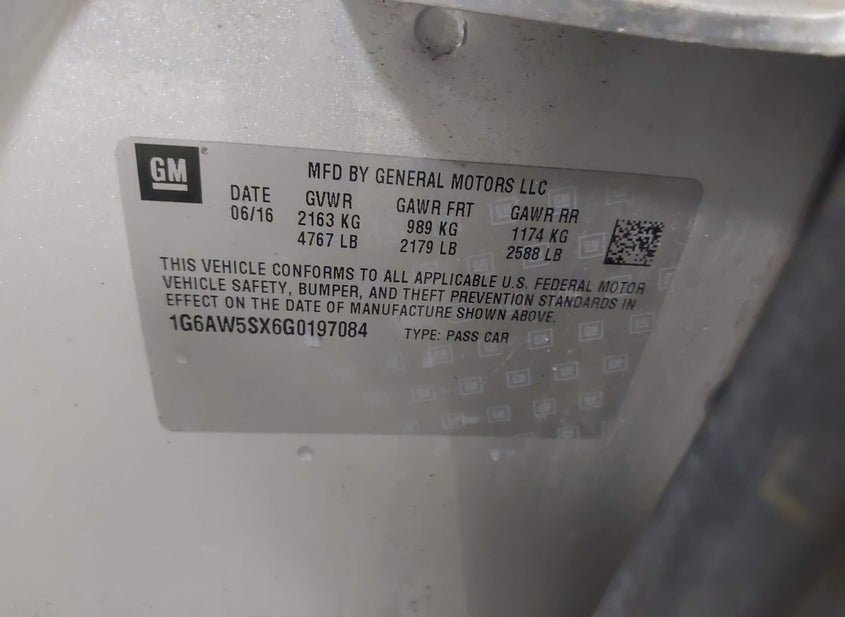 GM
MFD BY GENERAL MOTORS LLC
DATE GVWR GAWR FRT GAWR RR
06/16 2163 KG 989 KG 1174 KG
4767 LB 2179 LB 2588 LB
THIS VEHICLE CONFORMS TO ALL APPLICABLE U.S. FEDERAL MOTOR
VEHICLE SAFETY, BUMPER, AND THEFT PREVENTION STANDARDS IN
EFFECT ON THE DATE OF MANUFACTURE SHOWN ABOVE.
1G6AW5SX6G0197084 TYPE: PASS CAR